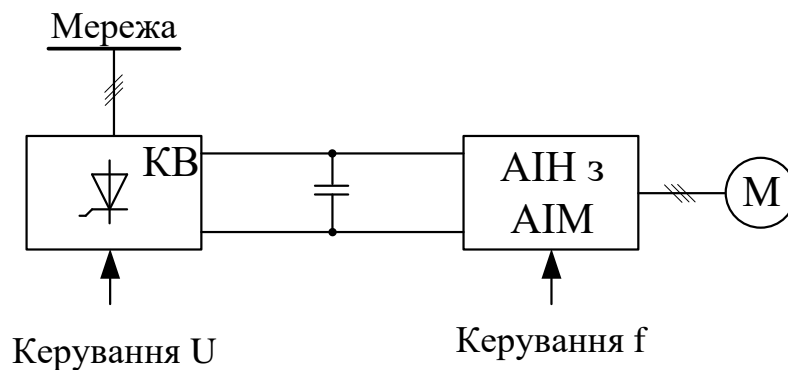 Мережа
КВ
АІН з
АІМ
М
Керування U
Керування f